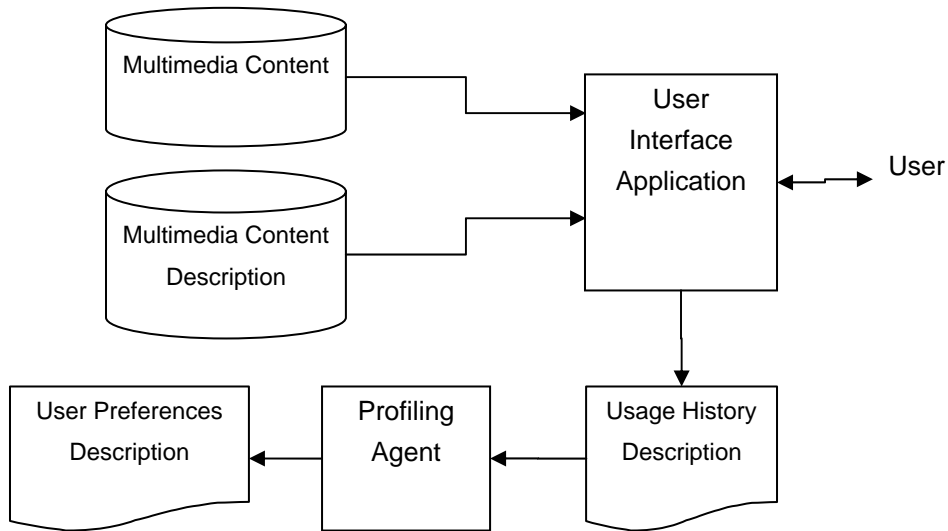 Multimedia Content
User
Interface
Application
User
Multimedia Content
Description
User Preferences
Description
Profiling
Agent
Usage History
Description